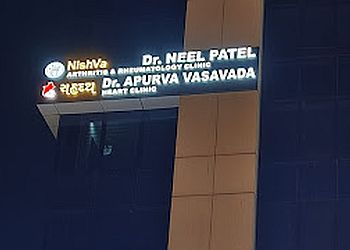 NishVa Dr. NEEL PATEL
ARTHRITIS & RHEUMATOLOGY CLINIC
સહૃદય Dr. APURVA VASAVADA
HEART CLINIC